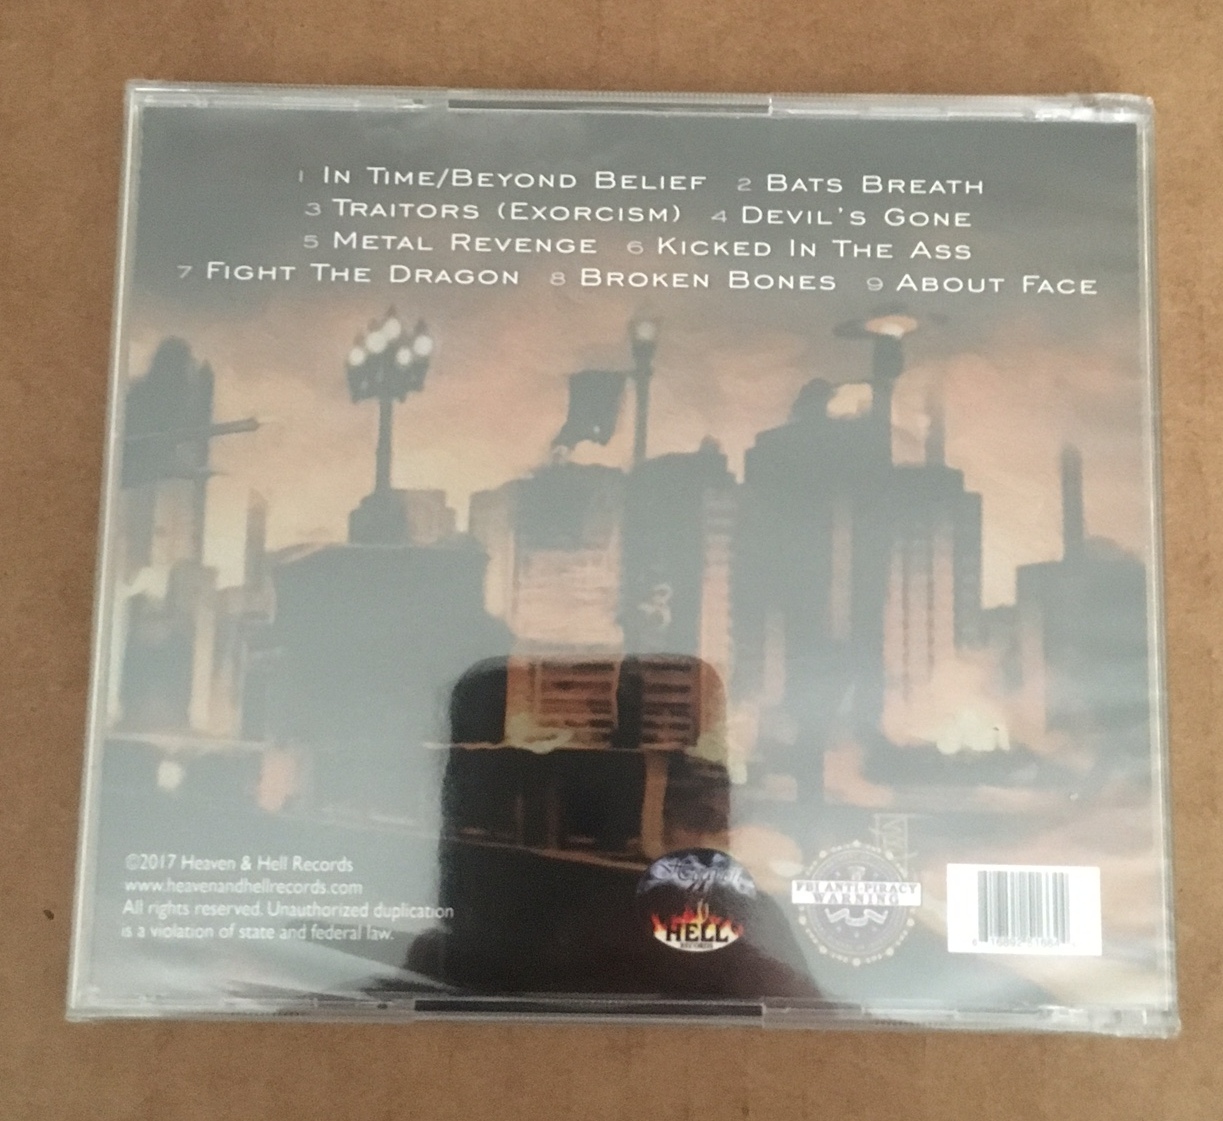 1 In Time/Beyond Belief 2 Bats Breath
3 Traitors (Exorcism) 4 Devil's Gone
5 Metal Revenge 6 Kicked In The Ass
7 Fight The Dragon 8 Broken Bones 9 About Face
©2017 Heaven & Hell Records
www.heavenandhellrecords.com
All rights reserved. Unauthorized duplication
is a violation of state and federal law.
HELL
RECORDS
FBI ANTI-PIRACY
WARNING